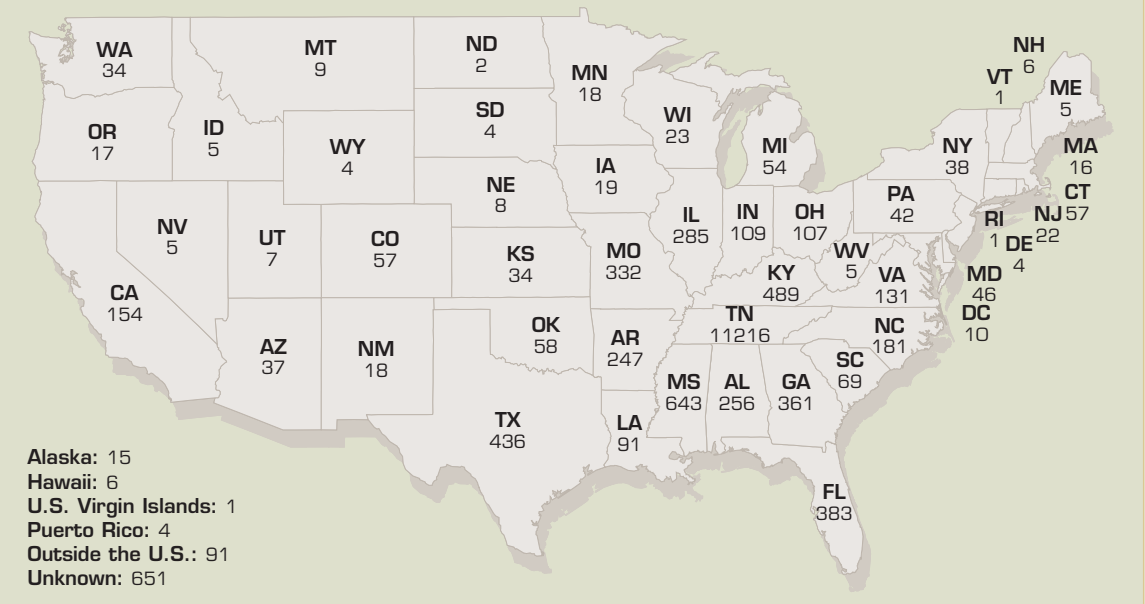 NH
6
WA
34
MT
9
ND
2
MN
18
VT
1
ME
5
OR
17
ID
5
WY
4
SD
4
WI
23
MI
54
NY
38
MA
16
NE
8
IA
19
PA
42
CT
57
NJ
22
RI
1
DE
4
NV
5
UT
7
CO
57
KS
34
MO
332
IL
285
IN
109
OH
107
WV
5
VA
131
MD
46
DC
10
CA
154
KY
489
AZ
37
NM
18
OK
58
AR
247
TN
11216
NC
181
SC
69
TX
436
LA
91
MS
643
AL
256
GA
361
FL
383
Alaska: 15
Hawaii: 6
U.S. Virgin Islands: 1
Puerto Rico: 4
Outside the U.S.: 91
Unknown: 651